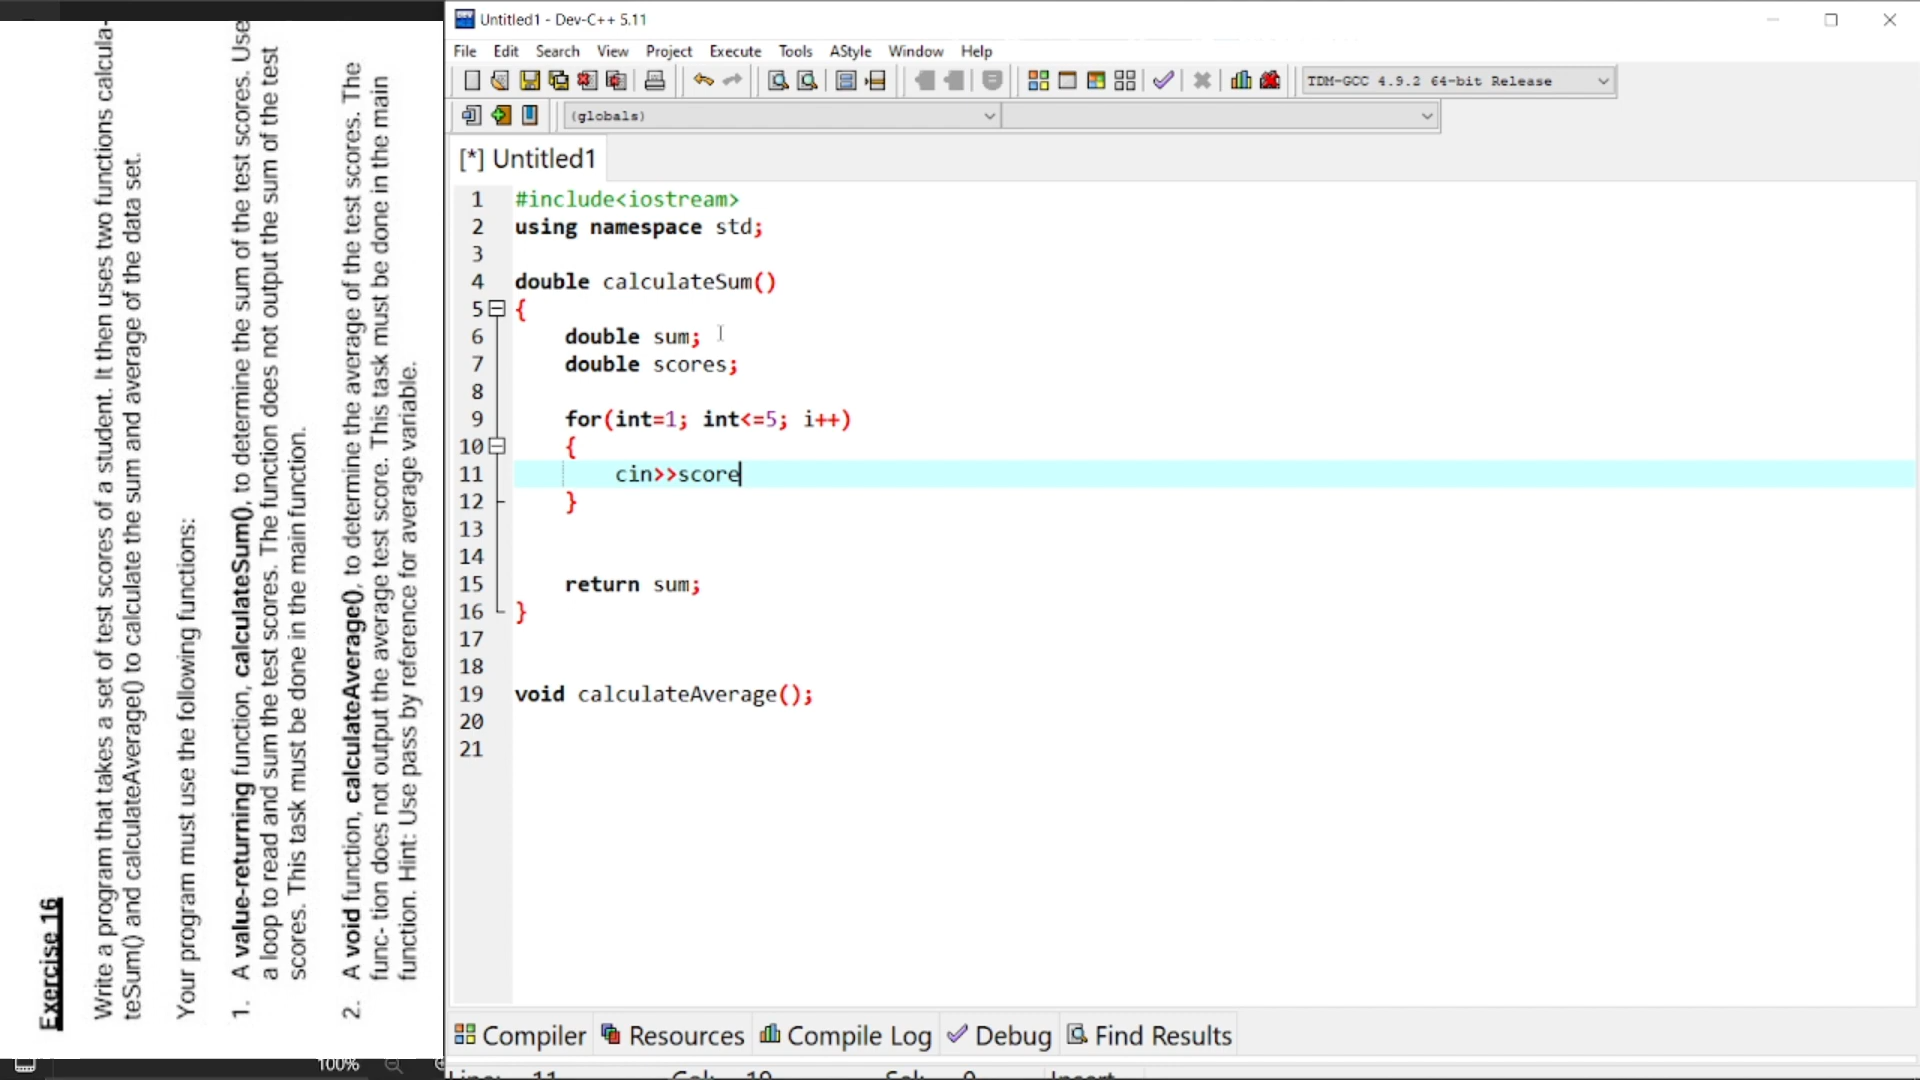 Exercise 16
Write a program that takes a set of test scores of a student. It then uses two functions calcula-
teSum() and calculateAverage() to calculate the sum and average of the data set.
Your program must use the following functions:
1. A value-returning function, calculateSum(), to determine the sum of the test scores. Use
a loop to read and sum the test scores. The function does not output the sum of the test
scores. This task must be done in the main function.
2. A void function, calculateAverage(), to determine the average of the test scores. The
func- tion does not output the average test score. This task must be done in the main
function. Hint: Use pass by reference for average variable.
100%
Untitled1 - Dev-C++ 5.11
File Edit Search View Project Execute Tools AStyle Window Help
TDM-GCC 4.9.2 64-bit Release
(globals)
[*] Untitled1
1 #include<iostream>
2 using namespace std;
3
4 double calculateSum()
5 {
6 double sum;
7 double scores;
8
9 for(int=1; int<=5; i++)
10 {
11 cin>>score
12 }
13
14
15 return sum;
16 }
17
18
19 void calculateAverage();
20
21
Compiler Resources Compile Log Debug Find Results